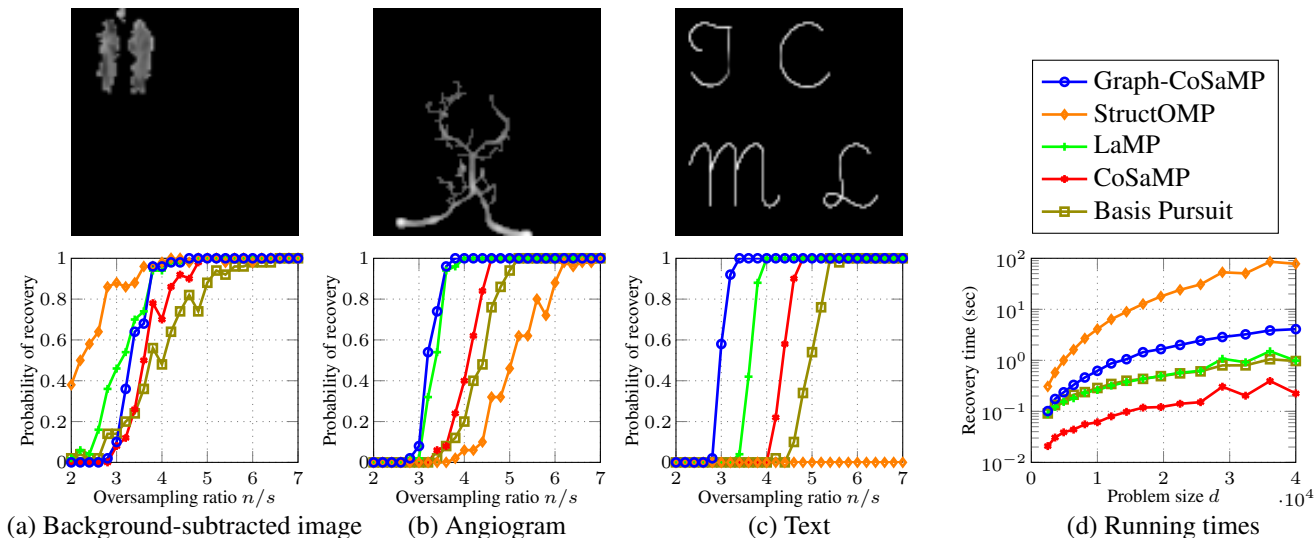 T C
M L
Graph-CoSaMP
StructOMP
LaMP
CoSaMP
Basis Pursuit
Probability of recovery
1
0.8
0.6
0.4
0.2
0
2 3 4 5 6 7
Oversampling ratio n/s
(a) Background-subtracted image
Probability of recovery
1
0.8
0.6
0.4
0.2
0
2 3 4 5 6 7
Oversampling ratio n/s
(b) Angiogram
Probability of recovery
1
0.8
0.6
0.4
0.2
0
2 3 4 5 6 7
Oversampling ratio n/s
(c) Text
Recovery time (sec)
10^2
10^1
10^0
10^−1
10^−2
0 1 2 3 4
·10^4
Problem size d
(d) Running times